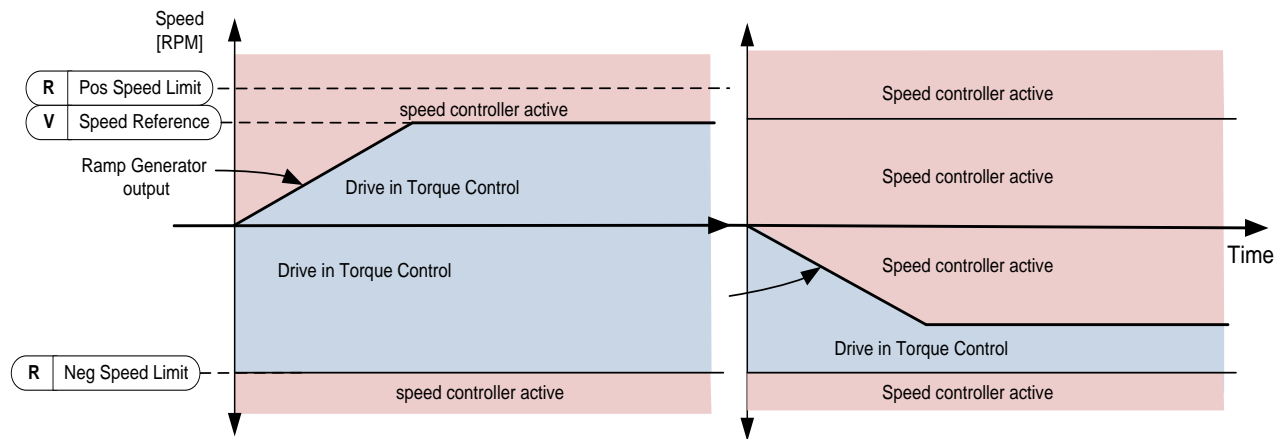 Speed
[RPM]
R Pos Speed Limit
V Speed Reference
Ramp Generator
output
speed controller active
Drive in Torque Control
Drive in Torque Control
R Neg Speed Limit
speed controller active
Speed controller active
Speed controller active
Speed controller active
Time
Drive in Torque Control
Speed controller active